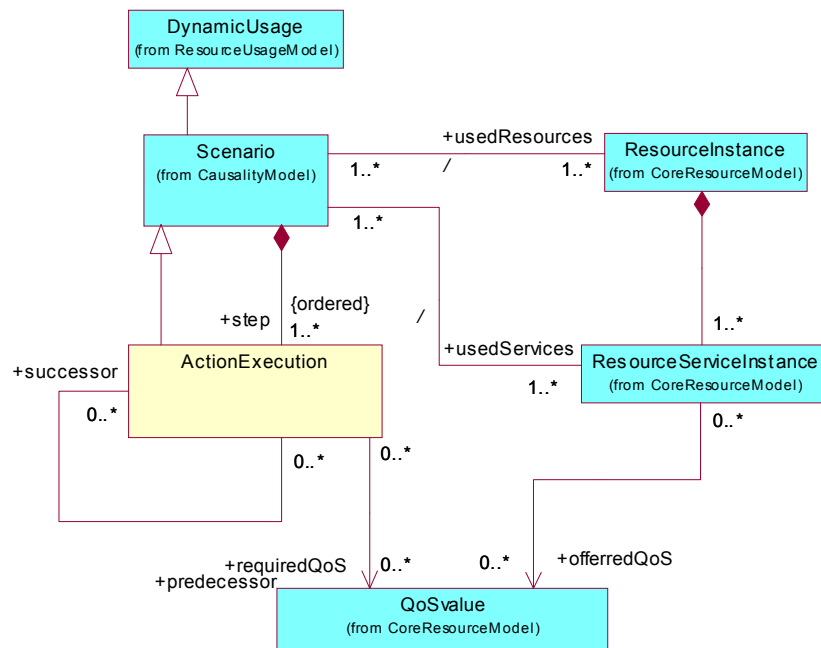 DynamicUsage
(from ResourceUsageModel)
Scenario
(from CausalityModel)
+usedResources
1..*
/
1..*
ResourceInstance
(from CoreResourceModel)
1..*
{ordered}
+step
1..*
/
+usedServices
1..*
1..*
ResourceServiceInstance
(from CoreResourceModel)
0..*
ActionExecution
+successor
0..*
0..*
0..*
+requiredQoS
0..*
+predecessor
0..*
+offerredQoS
QoSvalue
(from CoreResourceModel)